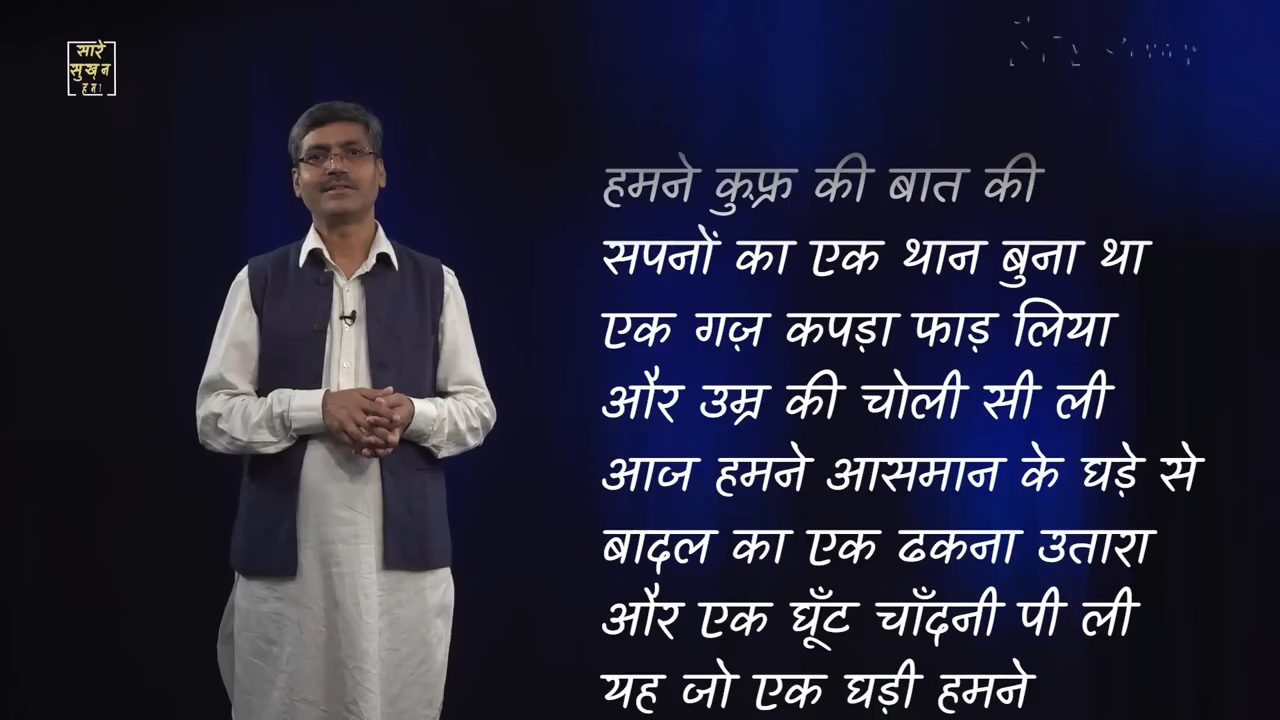 सारे
सुख़न
हम।
हमने कुफ़्र की बात की
सपनों का एक थान बुना था
एक गज़ कपड़ा फाड़ लिया
और उम्र की चोली सी ली
आज हमने आसमान के घड़े से
बादल का एक ढकना उतारा
और एक घूँट चाँदनी पी ली
यह जो एक घड़ी हमने